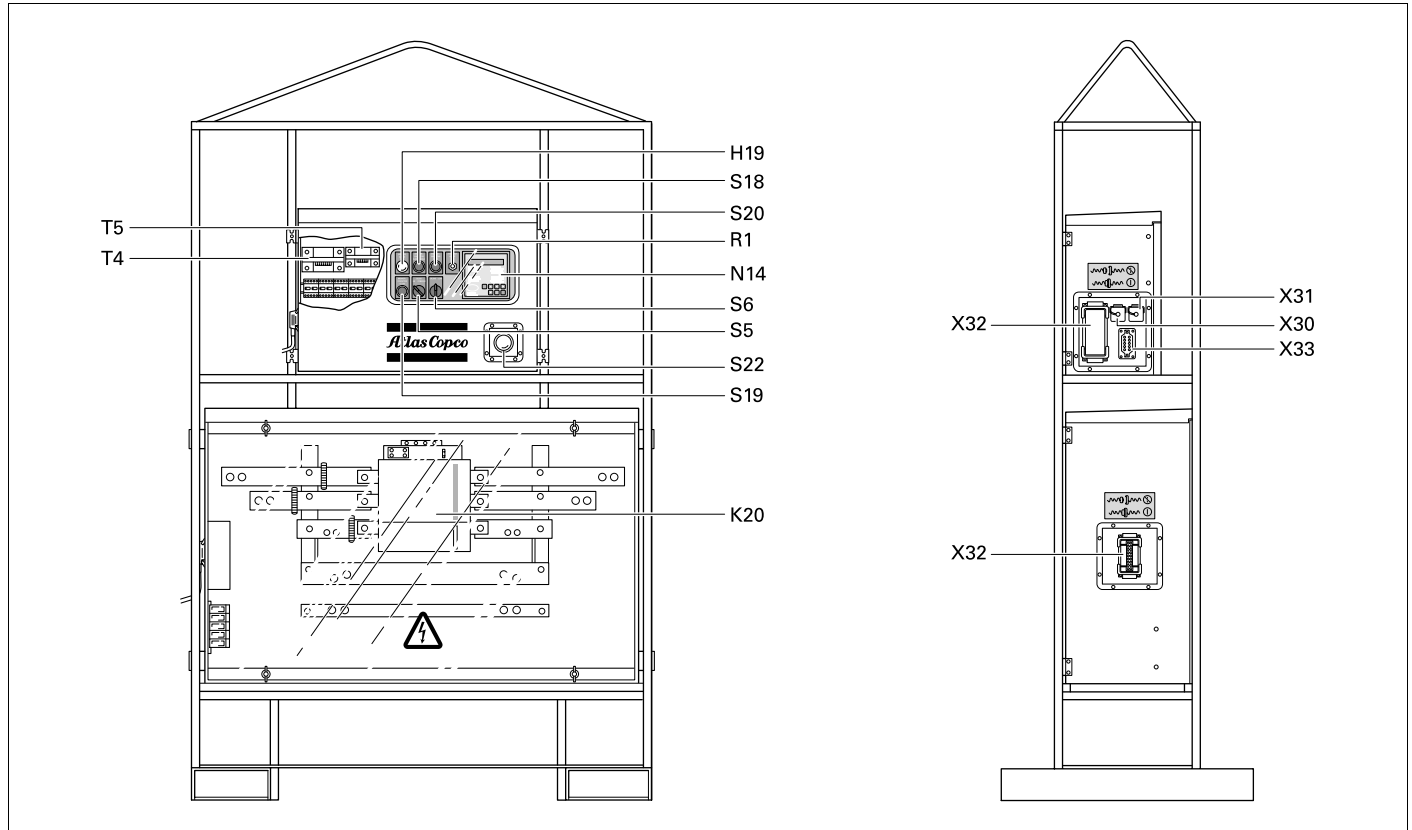 H19
S18
S20
R1
N14
S6
S5
S22
S19
T5
T4
Atlas Copco
K20
X31
X30
X33
X32
X32